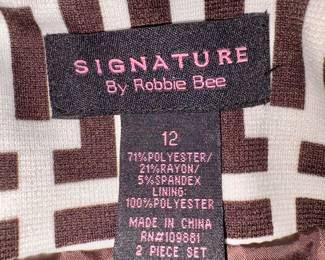 SIGNATURE
By Robbie Bee
12
71%POLYESTER/
21%RAYON/
5%SPANDEX
LINING:
100%POLYESTER
MADE IN CHINA
RN#109881
2 PIECE SET